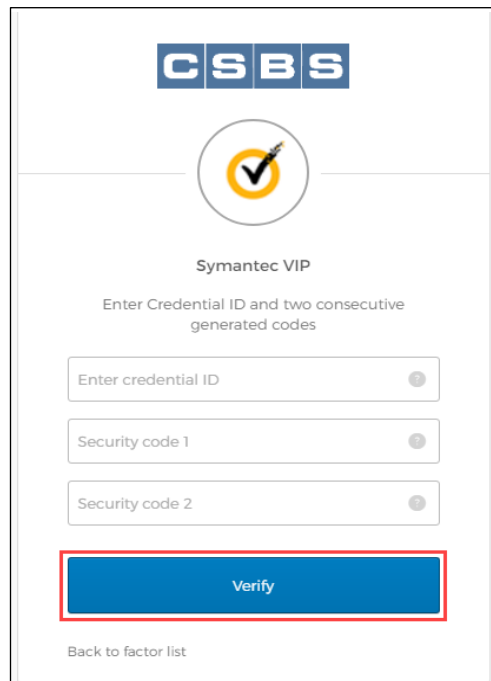 CSBS
Symantec VIP
Enter Credential ID and two consecutive
generated codes
Enter credential ID
?
Security code 1
?
Security code 2
?
Verify
Back to factor list